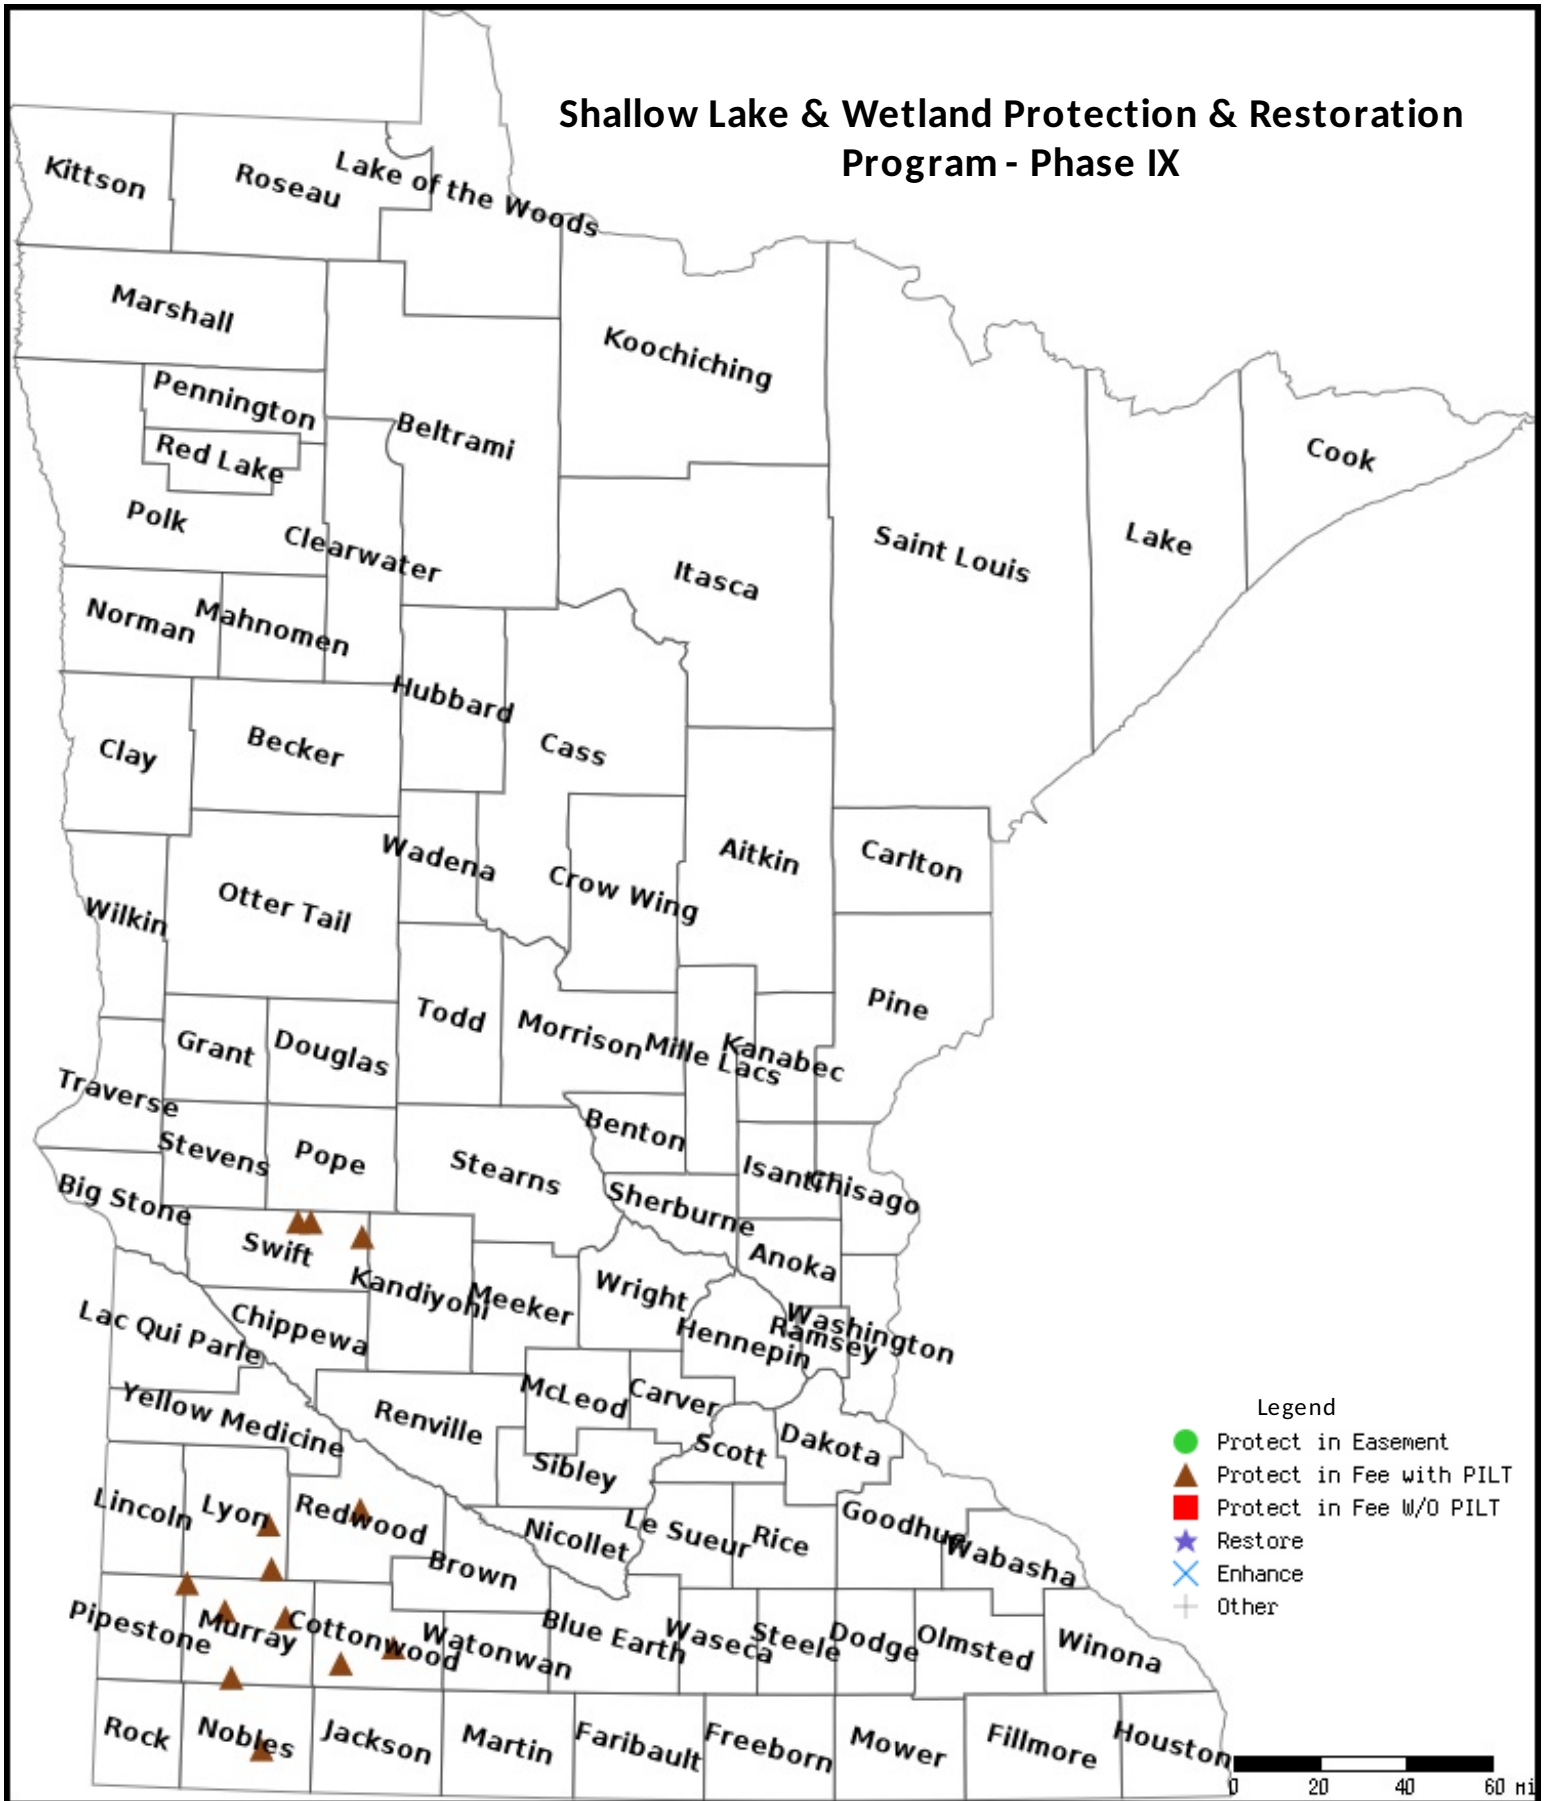 Shallow Lake & Wetland Protection & Restoration
Program - Phase IX
Kittson
Roseau
Lake of the Woods
Marshall
Koochiching
Pennington
Beltrami
Red Lake
Cook
Polk
Clearwater
Saint Louis
Lake
Itasca
Norman
Mahnomen
Hubbard
Clay
Becker
Cass
Wadena
Aitkin
Carlton
Otter Tail
Crow Wing
Wilkin
Todd
Pine
Grant
Douglas
Morrison
Mille Lacs
Kanabec
Traverse
Stevens
Pope
Benton
Stearns
Isanti
Chisago
Big Stone
Sherburne
Swift
Anoka
Kandiyohi
Meeker
Wright
Washington
Ramsey
Hennepin
Lac Qui Parle
Chippewa
McLeod
Carver
Yellow Medicine
Renville
Scott
Dakota
Sibley
Lincoln
Lyon
Redwood
Nicollet
Le Sueur
Rice
Goodhue
Wabasha
Brown
Pipestone
Murray
Cottonwood
Watonwan
Blue Earth
Waseca
Steele
Dodge
Olmsted
Winona
Rock
Nobles
Jackson
Martin
Faribault
Freeborn
Mower
Fillmore
Houston
Legend
Protect in Easement
Protect in Fee with PILT
Protect in Fee W/O PILT
Restore
Enhance
Other
0 20 40 60 mi